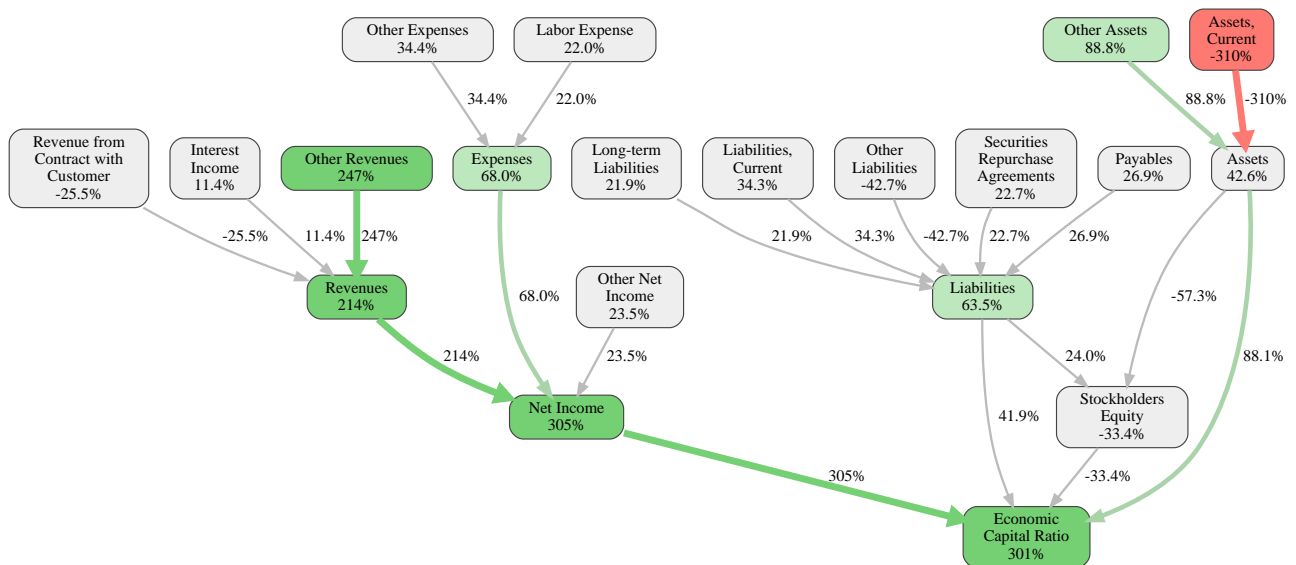 Other Expenses
34.4%
Labor Expense
22.0%
Other Assets
88.8%
Assets,
Current
-310%
34.4%
22.0%
88.8%
-310%
Revenue from
Contract with
Customer
-25.5%
Interest
Income
11.4%
Other Revenues
247%
Expenses
68.0%
Long-term
Liabilities
21.9%
Liabilities,
Current
34.3%
Other
Liabilities
-42.7%
Securities
Repurchase
Agreements
22.7%
Payables
26.9%
Assets
42.6%
-25.5%
11.4%
247%
21.9%
34.3%
-42.7%
22.7%
26.9%
Revenues
214%
68.0%
Other Net
Income
23.5%
Liabilities
63.5%
-57.3%
214%
23.5%
24.0%
88.1%
Net Income
305%
41.9%
Stockholders
Equity
-33.4%
305%
-33.4%
Economic
Capital Ratio
301%